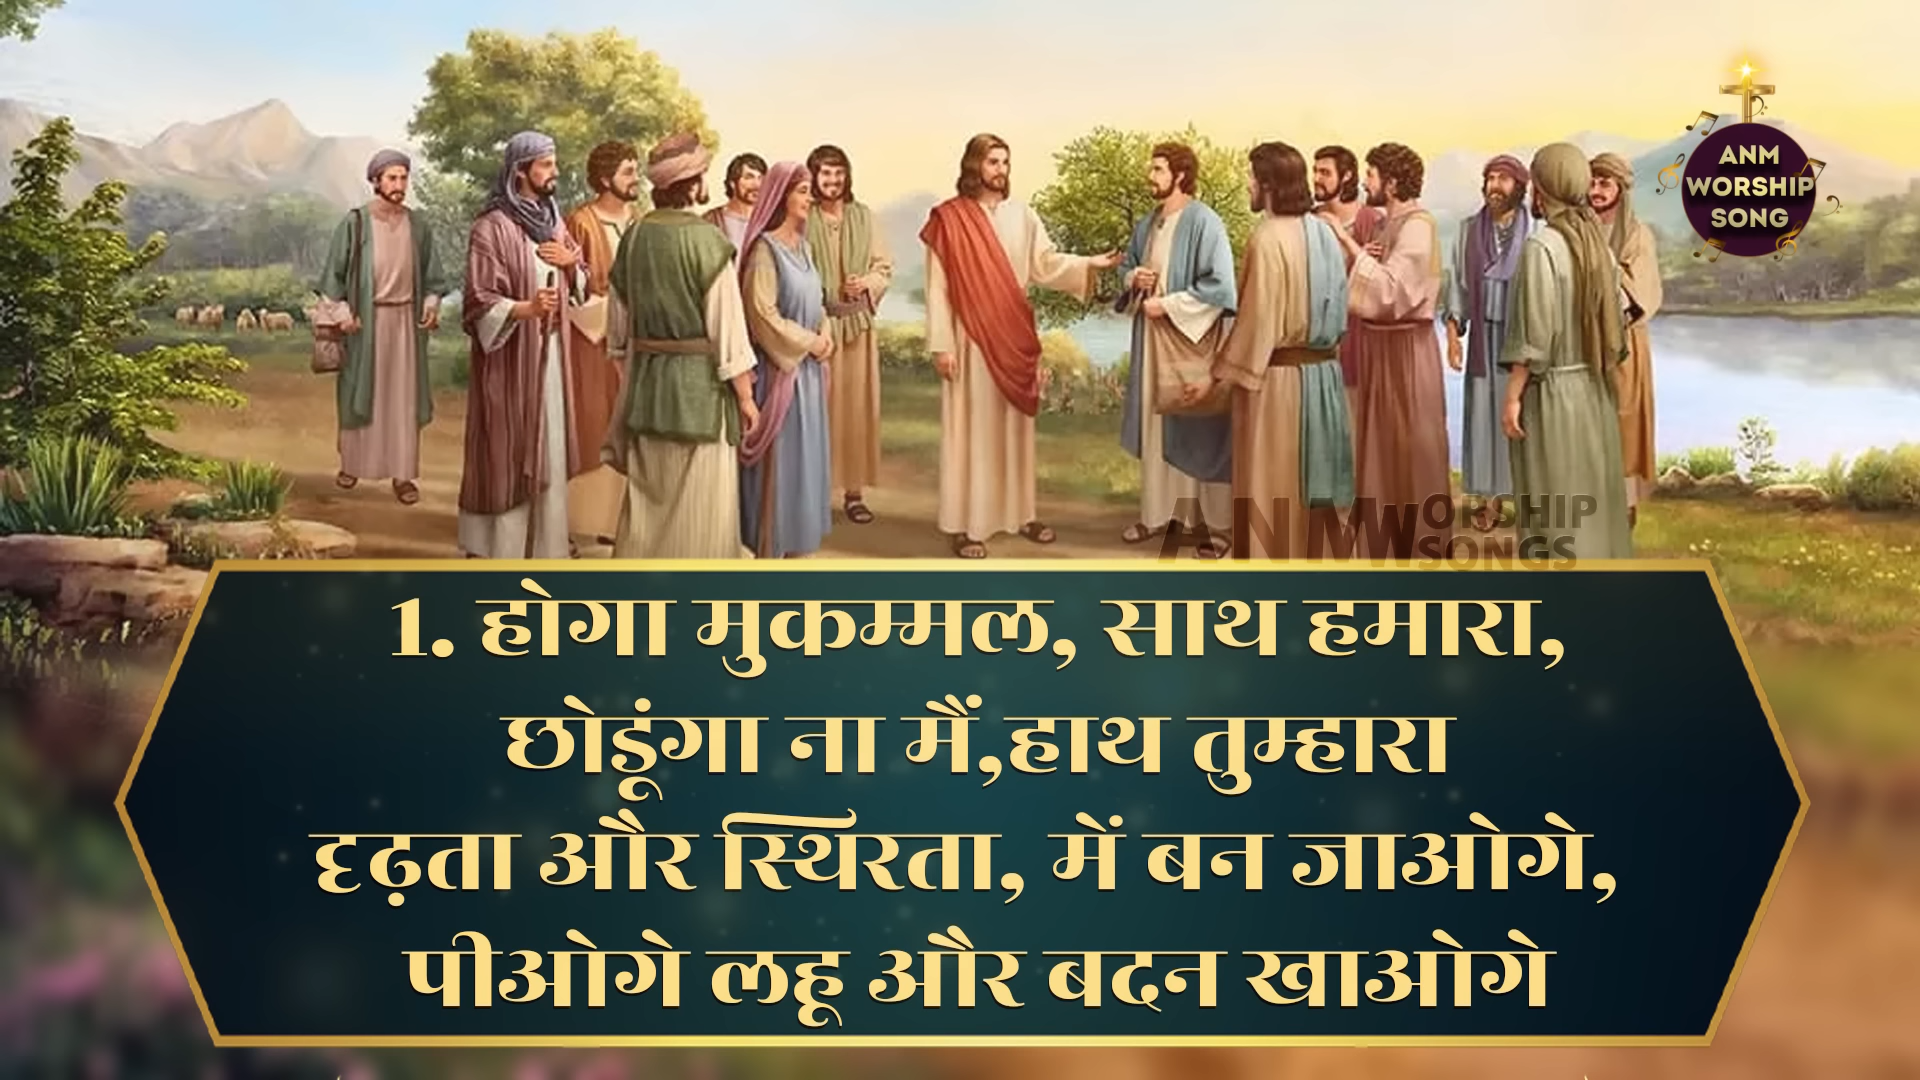 ANM
WORSHIP
SONG
ANM WORSHIP
SONGS
1. होगा मुकम्मल, साथ हमारा,
छोडूंगा ना मैं,हाथ तुम्हारा
दृढ़ता और स्थिरता, में बन जाओगे,
पीओगे लहू और बदन खाओगे